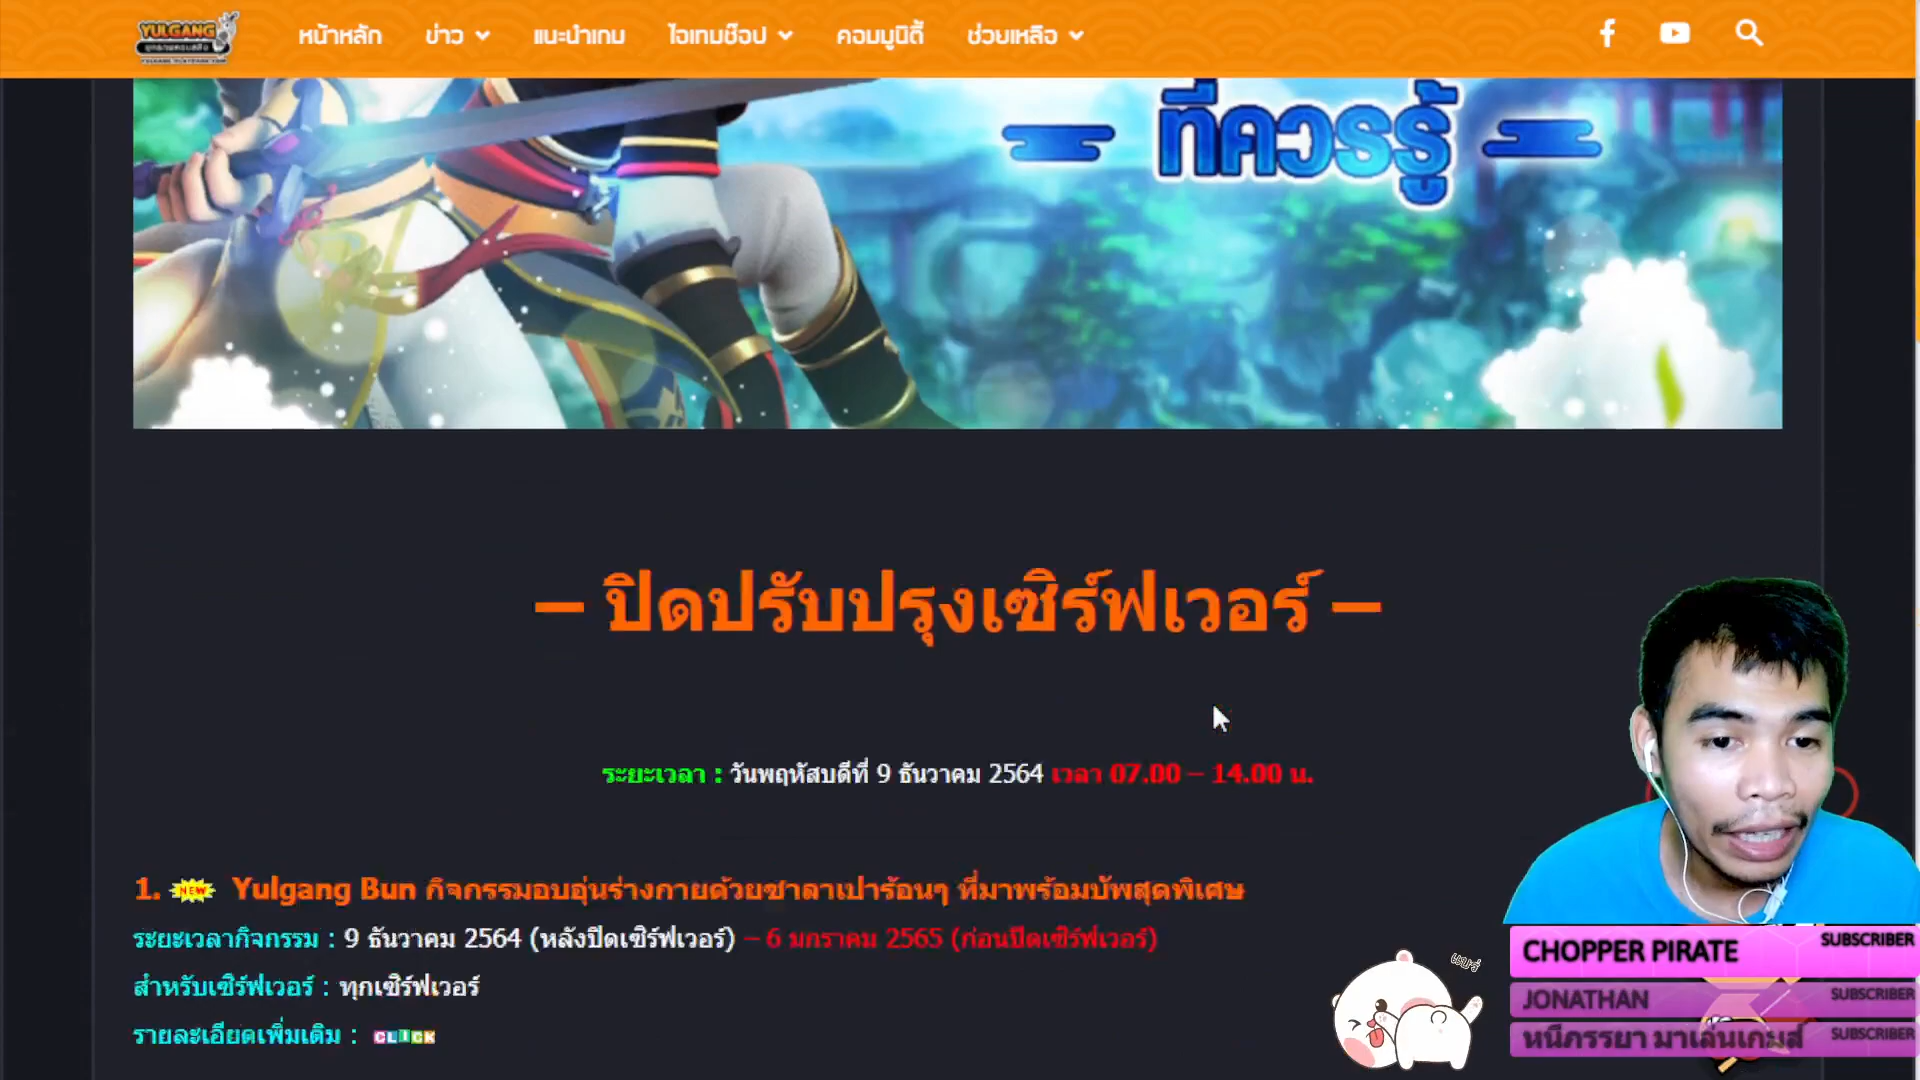 YULGANG
หน้าหลัก
ข่าว
แนะนำเกม
ไอเทมช็อป
คอมมูนิตี้
ช่วยเหลือ
ที่ควรรู้
— ปิดปรับปรุงเซิร์ฟเวอร์ —
ระยะเวลา : วันพฤหัสบดีที่ 9 ธันวาคม 2564 เวลา 07.00 – 14.00 น.
1. NEW Yulgang Bun กิจกรรมอบอุ่นร่างกายด้วยซาลาเปาร้อนๆ ที่มาพร้อมบัพสุดพิเศษ
ระยะเวลากิจกรรม : 9 ธันวาคม 2564 (หลังปิดเซิร์ฟเวอร์) – 6 มกราคม 2565 (ก่อนปิดเซิร์ฟเวอร์)
สำหรับเซิร์ฟเวอร์ : ทุกเซิร์ฟเวอร์
รายละเอียดเพิ่มเติม : CLICK
CHOPPER PIRATE SUBSCRIBER
JONATHAN SUBSCRIBER
หนีภรรยา มาเล่นเกมส์ SUBSCRIBER